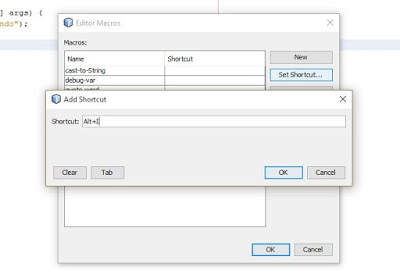 ] args) {
ndo");
Editor Macros
Macros:
Name Shortcut New
cast-to-String
debug-var Set Shortcut...
Add Shortcut
Shortcut: Alt+I
Clear Tab OK Cancel
OK Cancel